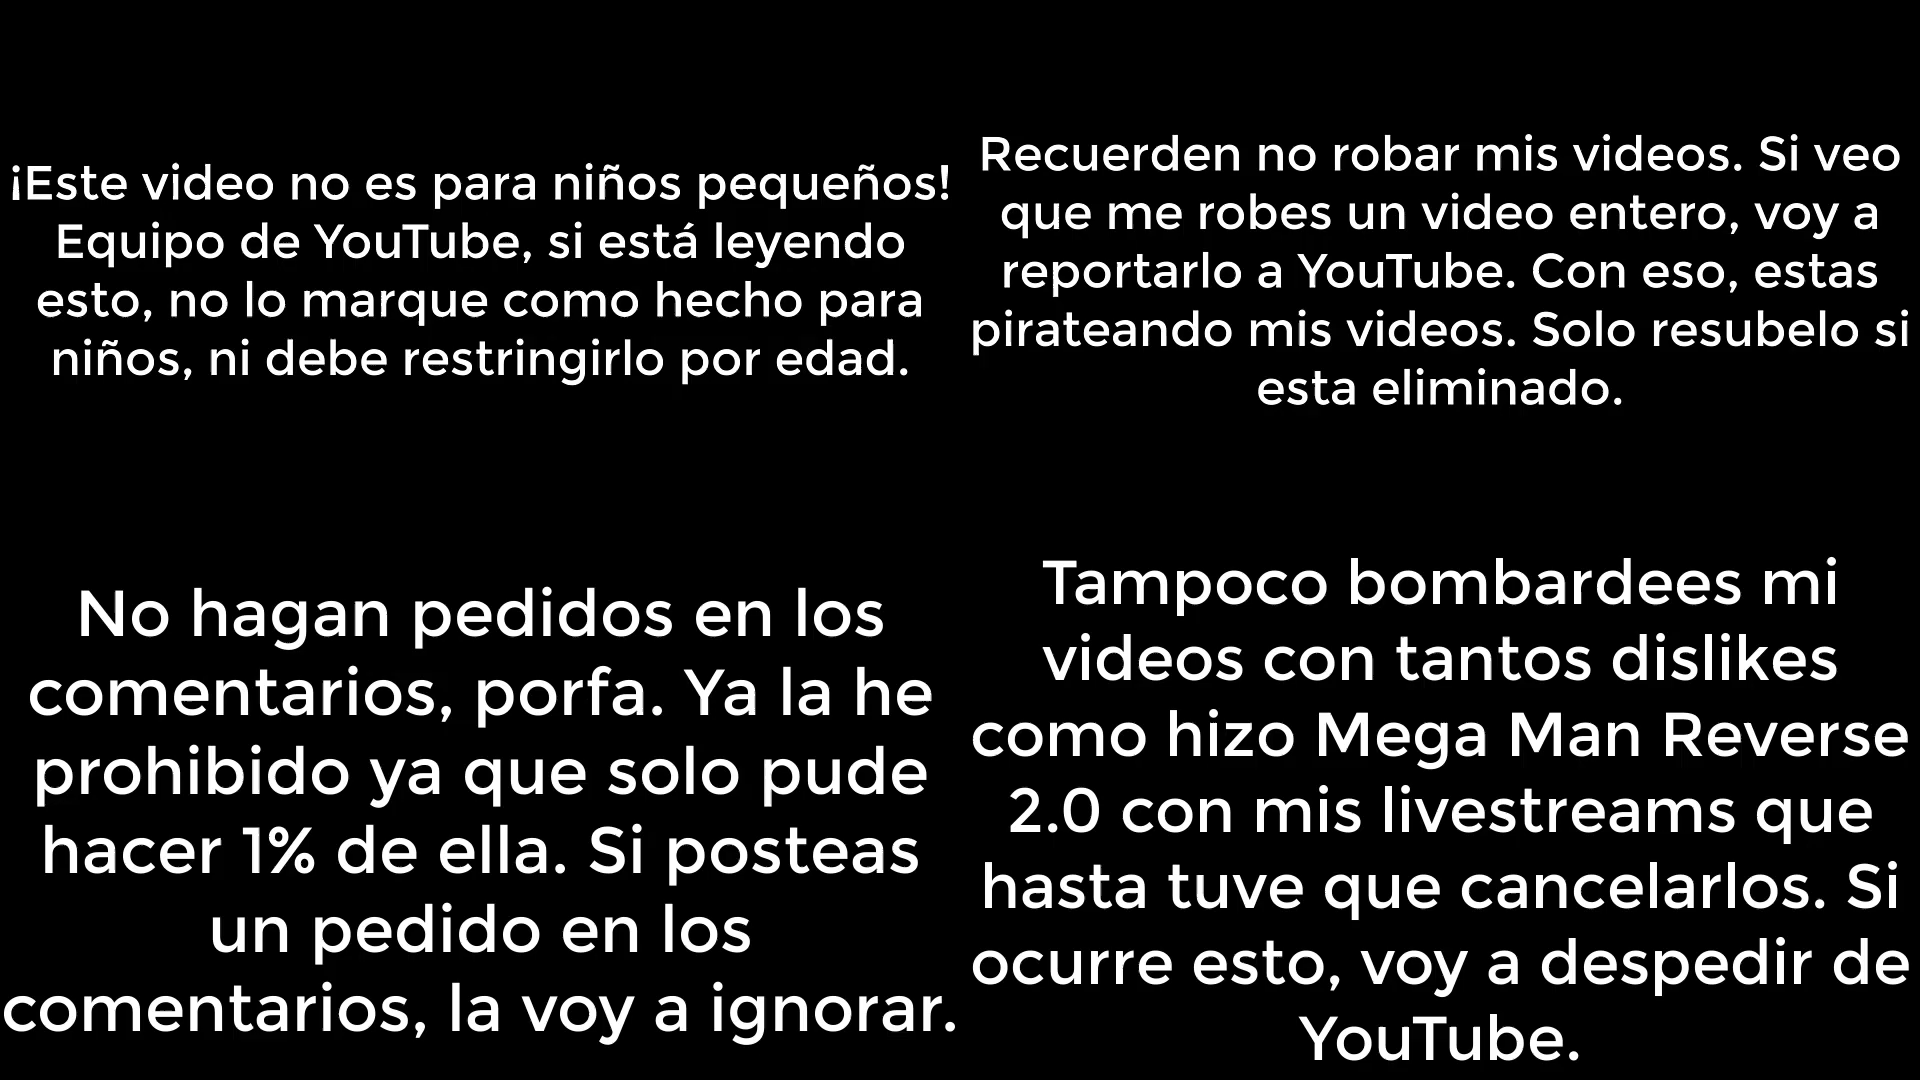 ¡Este video no es para niños pequeños!
Equipo de YouTube, si está leyendo
esto, no lo marque como hecho para
niños, ni debe restringirlo por edad.
Recuerden no robar mis videos. Si veo
que me robes un video entero, voy a
reportarlo a YouTube. Con eso, estas
pirateando mis videos. Solo resubelo si
esta eliminado.
No hagan pedidos en los
comentarios, porfa. Ya la he
prohibido ya que solo pude
hacer 1% de ella. Si posteas
un pedido en los
comentarios, la voy a ignorar.
Tampoco bombardees mi
videos con tantos dislikes
como hizo Mega Man Reverse
2.0 con mis livestreams que
hasta tuve que cancelarlos. Si
ocurre esto, voy a despedir de
YouTube.